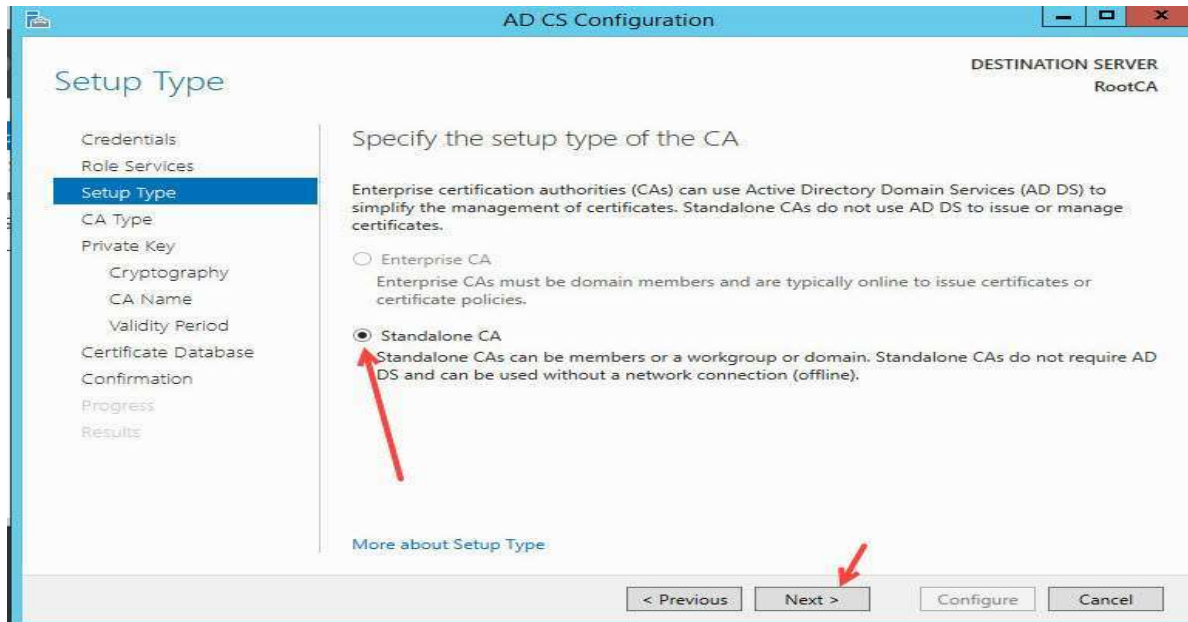 AD CS Configuration
DESTINATION SERVER
RootCA
Setup Type
Credentials
Role Services
Setup Type
CA Type
Private Key
Cryptography
CA Name
Validity Period
Certificate Database
Confirmation
Progress
Results
Specify the setup type of the CA
Enterprise certification authorities (CAs) can use Active Directory Domain Services (AD DS) to
simplify the management of certificates. Standalone CAs do not use AD DS to issue or manage
certificates.
Enterprise CA
Enterprise CAs must be domain members and are typically online to issue certificates or
certificate policies.
Standalone CA
Standalone CAs can be members or a workgroup or domain. Standalone CAs do not require AD
DS and can be used without a network connection (offline).
More about Setup Type
< Previous
Next >
Configure
Cancel